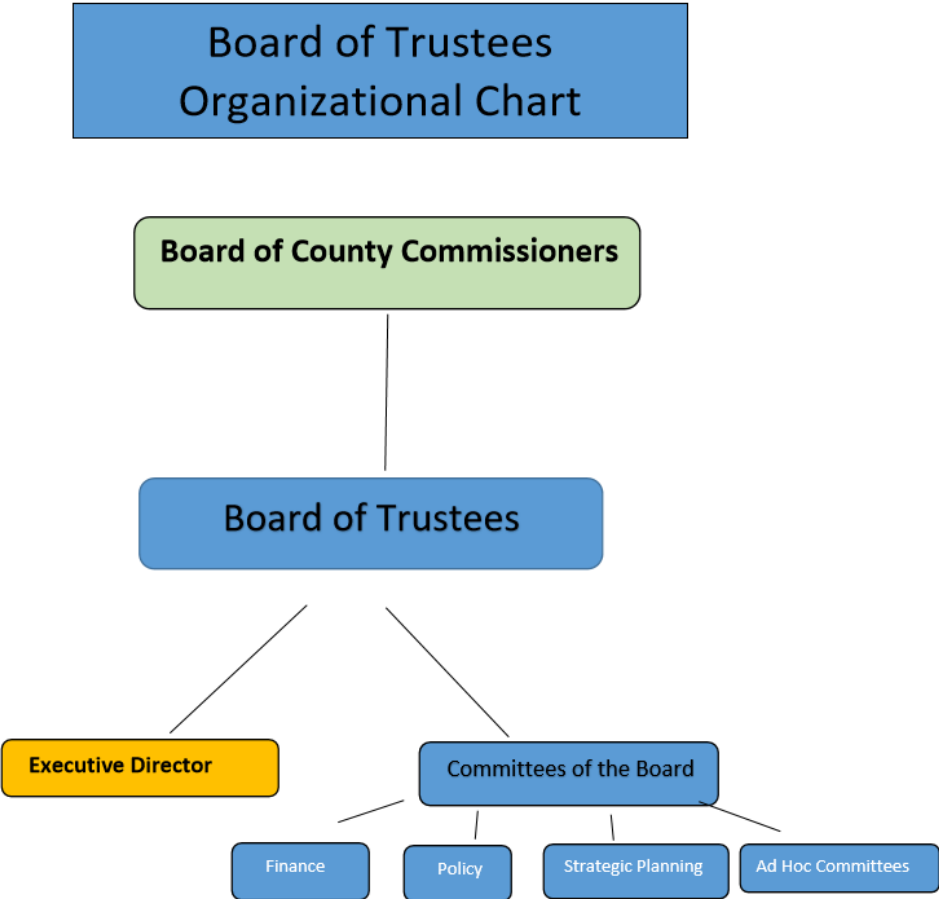 Board of Trustees
Organizational Chart
Board of County Commissioners
Board of Trustees
Executive Director
Committees of the Board
Finance
Policy
Strategic Planning
Ad Hoc Committees